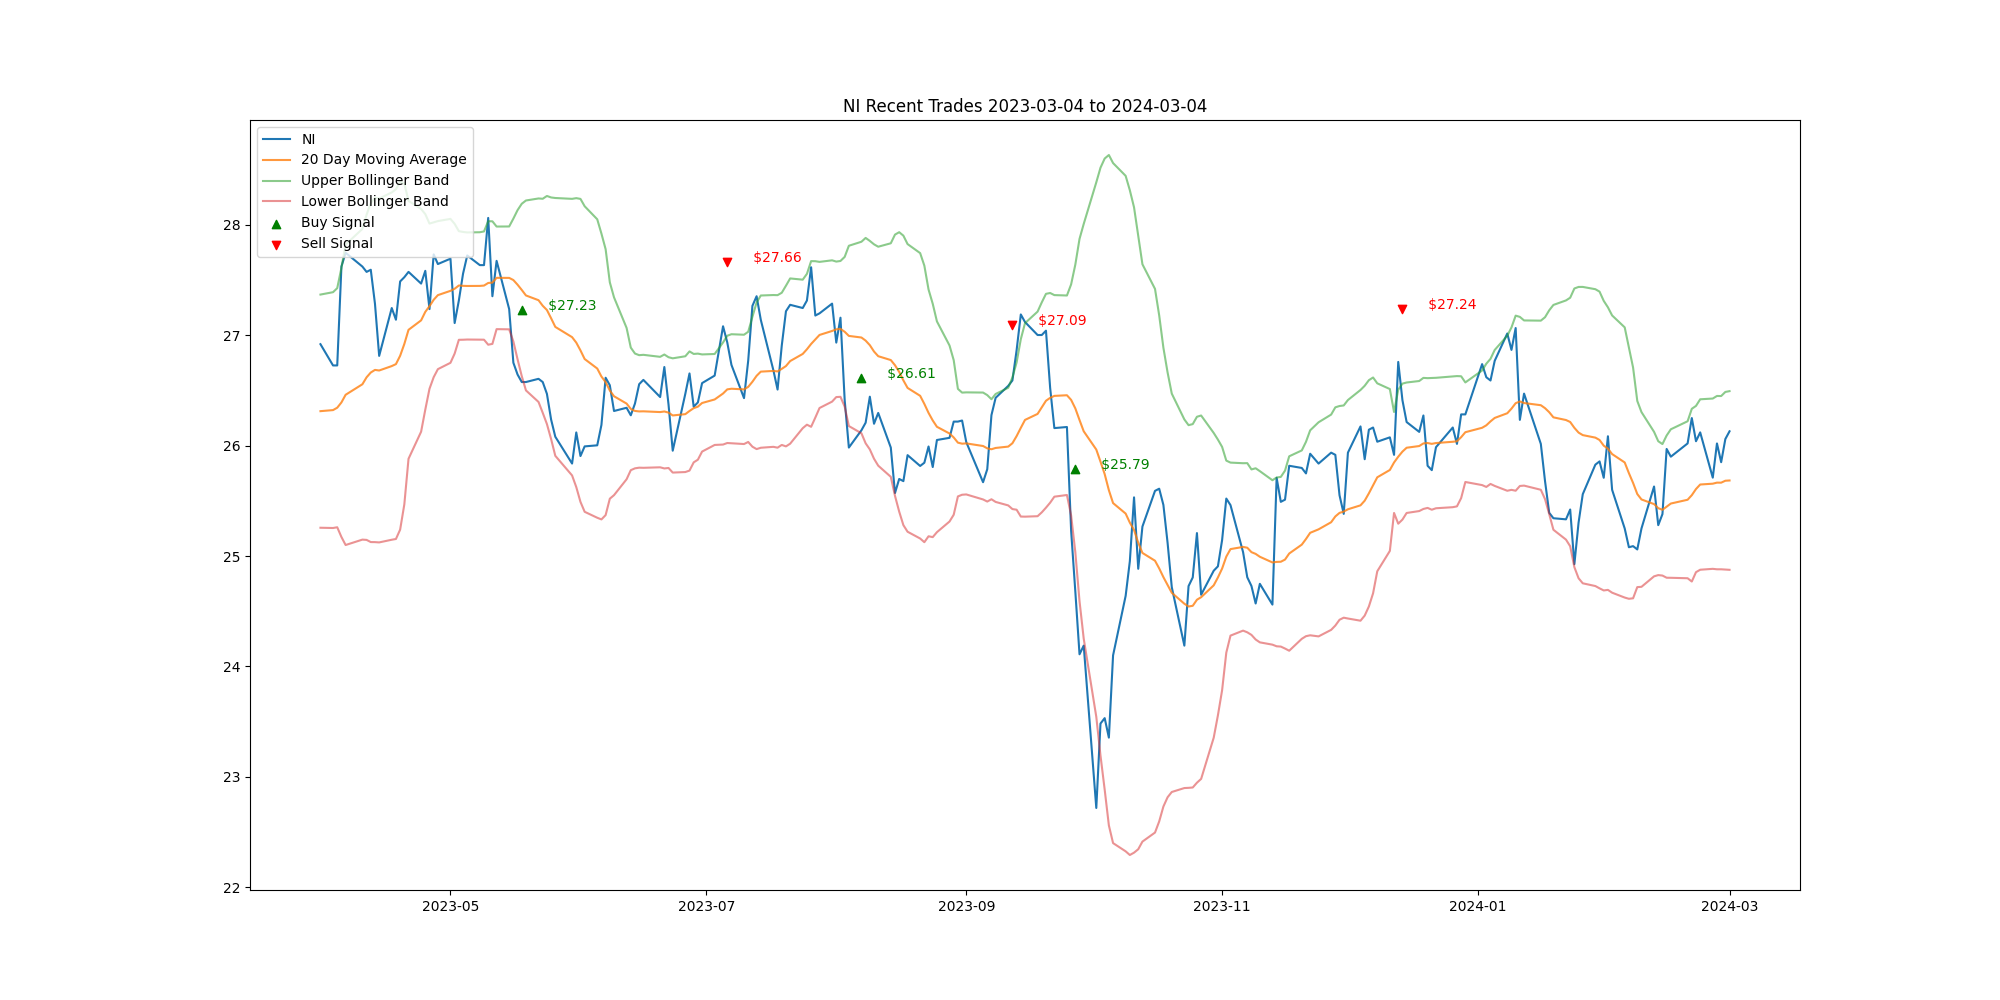 NI Recent Trades 2023-03-04 to 2024-03-04
NI
20 Day Moving Average
Upper Bollinger Band
Lower Bollinger Band
Buy Signal
Sell Signal
28
27
26
25
24
23
22
$27.66
$27.23
$27.09
$27.24
$26.61
$25.79
2023-05
2023-07
2023-09
2023-11
2024-01
2024-03